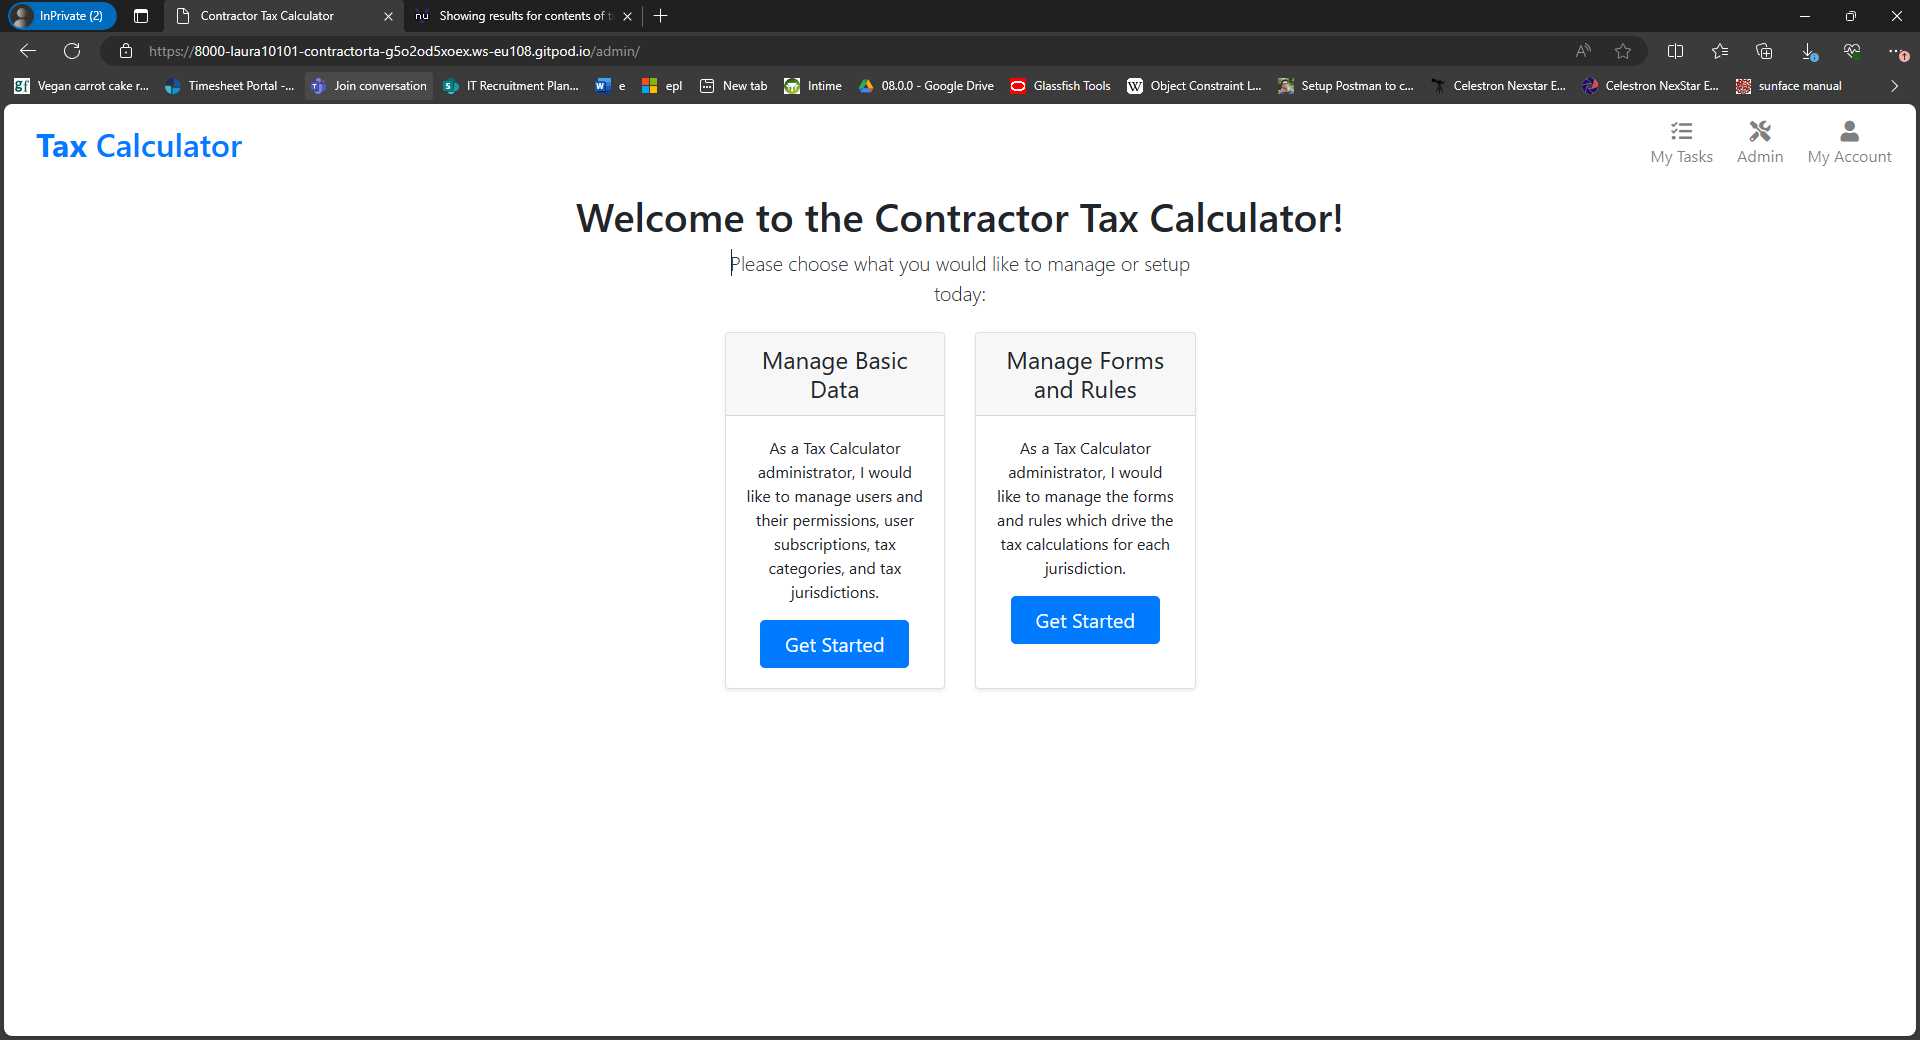 InPrivate (2)
Contractor Tax Calculator
Showing results for contents of t
https://8000-laura10101-contractorta-g5o2od5xoex.ws-eu108.gitpod.io/admin/
Vegan carrot cake r...
Timesheet Portal -...
Join conversation
IT Recruitment Plan...
e
epl
New tab
Intime
08.0.0 - Google Drive
Glassfish Tools
Object Constraint L...
Setup Postman to c...
Celestron Nexstar E...
Celestron NexStar E...
sunface manual
Tax Calculator
My Tasks
Admin
My Account
Welcome to the Contractor Tax Calculator!
Please choose what you would like to manage or setup
today:
Manage Basic
Data
As a Tax Calculator
administrator, I would
like to manage users and
their permissions, user
subscriptions, tax
categories, and tax
jurisdictions.
Get Started
Manage Forms
and Rules
As a Tax Calculator
administrator, I would
like to manage the forms
and rules which drive the
tax calculations for each
jurisdiction.
Get Started